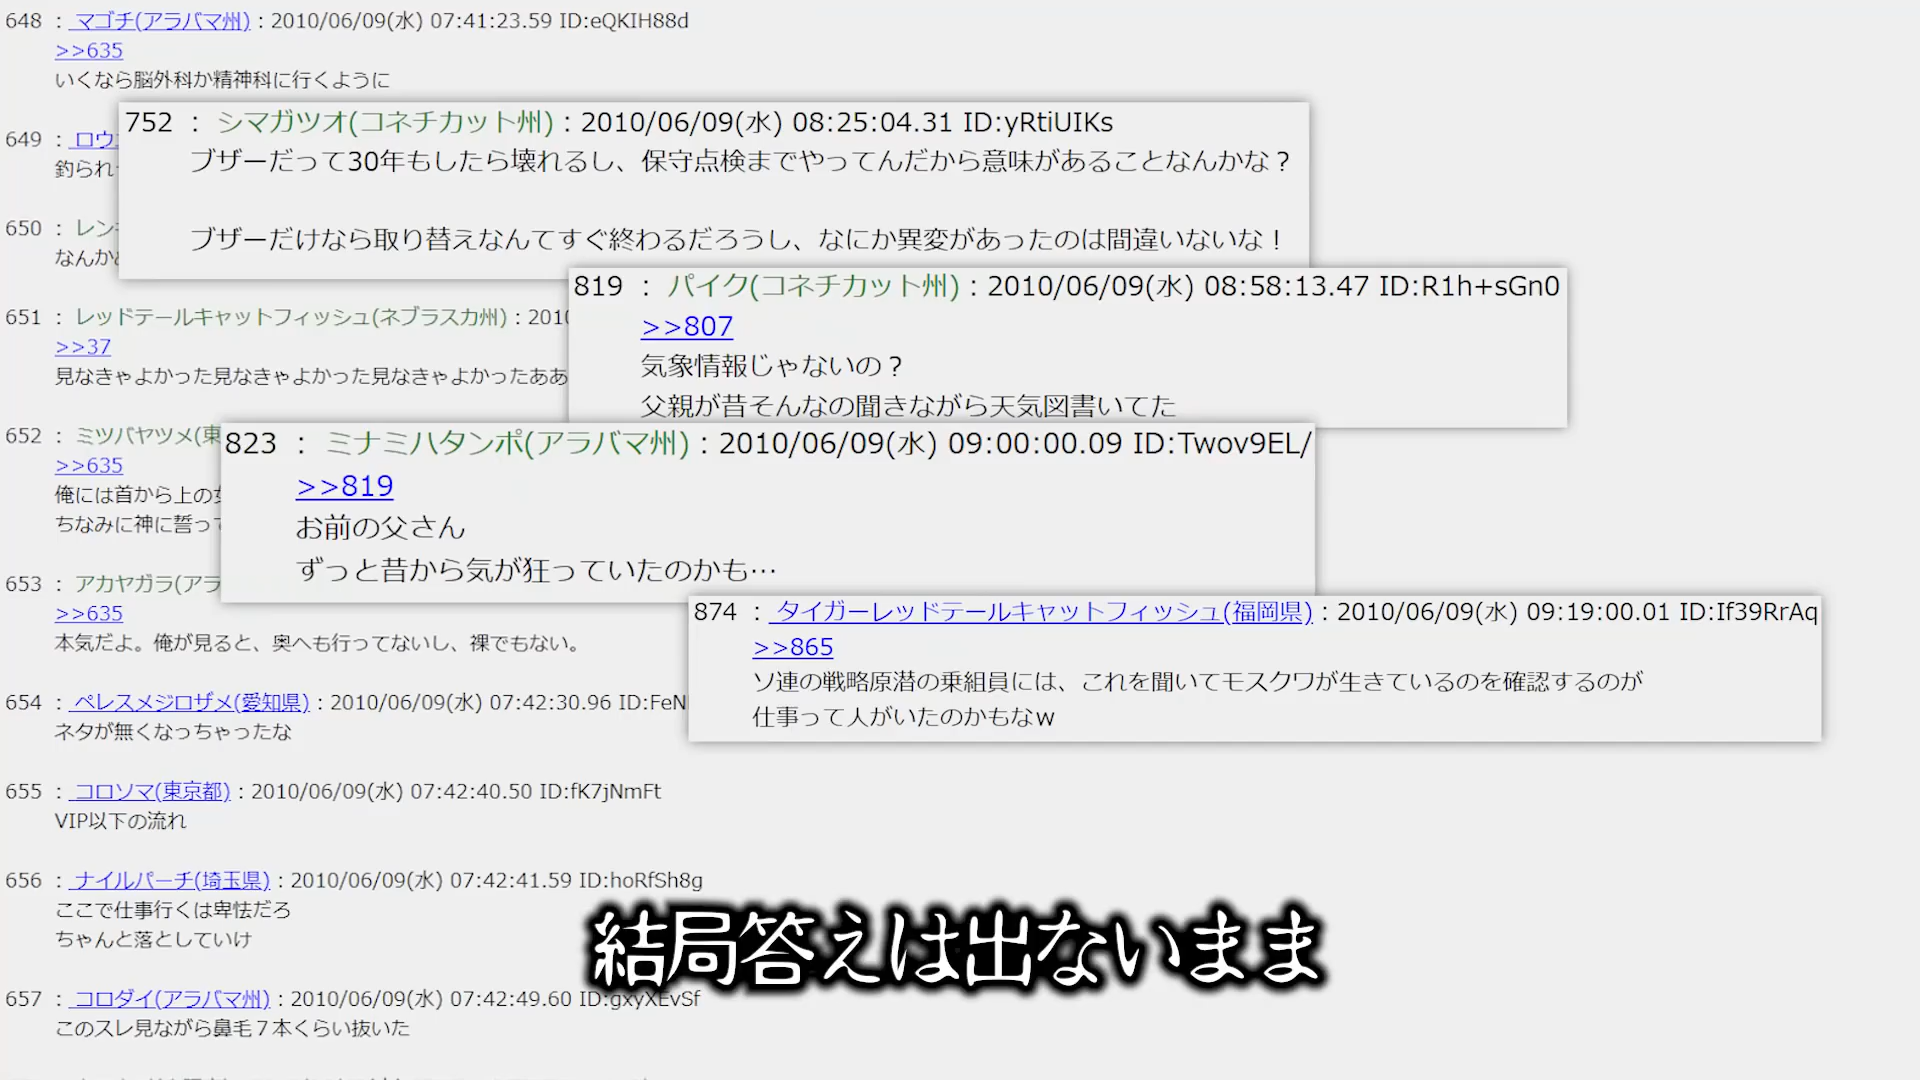 648 : マゴチ(アラバマ州) : 2010/06/09(水) 07:41:23.59 ID:eQKIH88d
>>635
いくなら脳外科か精神科に行くように
752 : シマガツオ(コネチカット州) : 2010/06/09(水) 08:25:04.31 ID:yRtiUIKs
ブザーだって30年もしたら壊れるし、保守点検までやってんだから意味があることなんかな？
ブザーだけなら取り替えなんてすぐ終わるだろうし、なにか異変があったのは間違いないな！
649 : ロウ
釣られ
650 : レン
なんか
819 : パイク(コネチカット州) : 2010/06/09(水) 08:58:13.47 ID:R1h+sGn0
>>807
気象情報じゃないの？
父親が昔そんなの聞きながら天気図書いてた
651 : レッドテールキャットフィッシュ(ネブラスカ州) : 201
>>37
見なきゃよかった見なきゃよかった見なきゃよかったああ
823 : ミナミハタンポ(アラバマ州) : 2010/06/09(水) 09:00:00.09 ID:Twov9EL/
>>819
お前の父さん
ずっと昔から気が狂っていたのかも…
652 : ミツバヤツメ(東
>>635
俺には首から上の
ちなみに神に誓っ
653 : アカヤガラ(アラ
>>635
本気だよ。俺が見ると、奥へも行ってないし、裸でもない。
874 : タイガーレッドテールキャットフィッシュ(福岡県) : 2010/06/09(水) 09:19:00.01 ID:If39RrAq
>>865
ソ連の戦略原潜の乗組員には、これを聞いてモスクワが生きているのを確認するのが
仕事って人がいたのかもなw
654 : ペレスメジロザメ(愛知県) : 2010/06/09(水) 07:42:30.96 ID:FeN
ネタが無くなっちゃったな
655 : コロソマ(東京都) : 2010/06/09(水) 07:42:40.50 ID:fK7jNmFt
VIP以下の流れ
656 : ナイルパーチ(埼玉県) : 2010/06/09(水) 07:42:41.59 ID:hoRfSh8g
ここで仕事行くは卑怯だろ
ちゃんと落としていけ
657 : コロダイ(アラバマ州) : 2010/06/09(水) 07:42:49.60 ID:gxyXEvSf
このスレ見ながら鼻毛７本くらい抜いた
結局答えは出ないまま